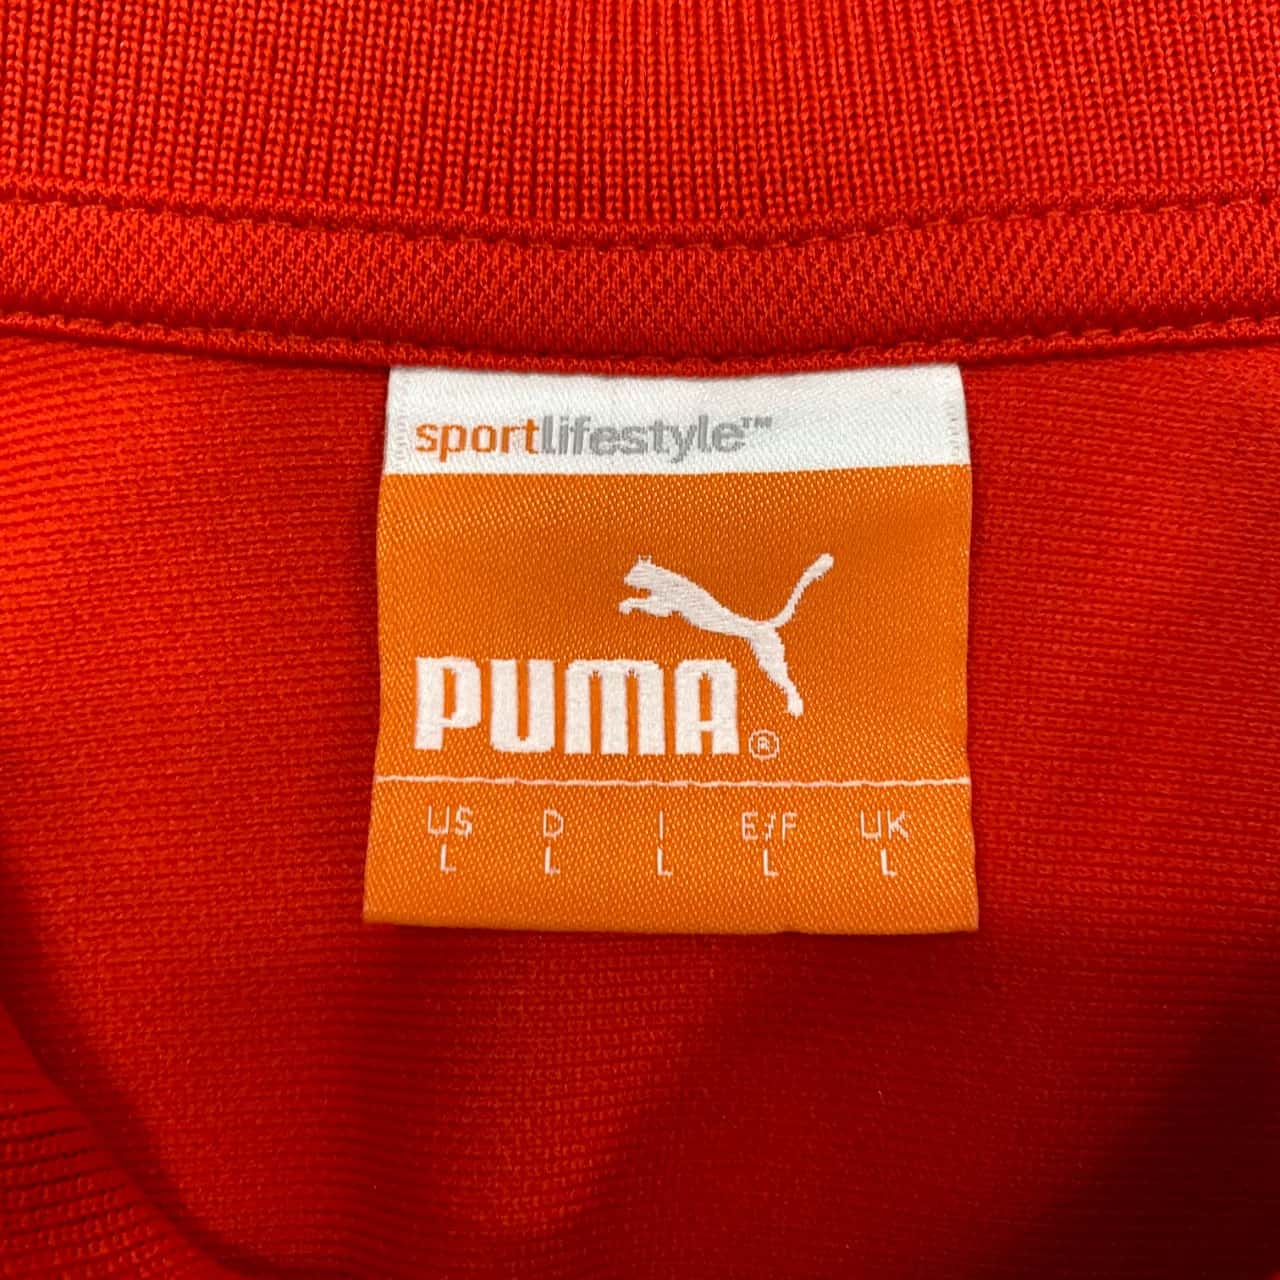 sportlifestyle™
PUMA®
US D I E/F UK
L L L L L